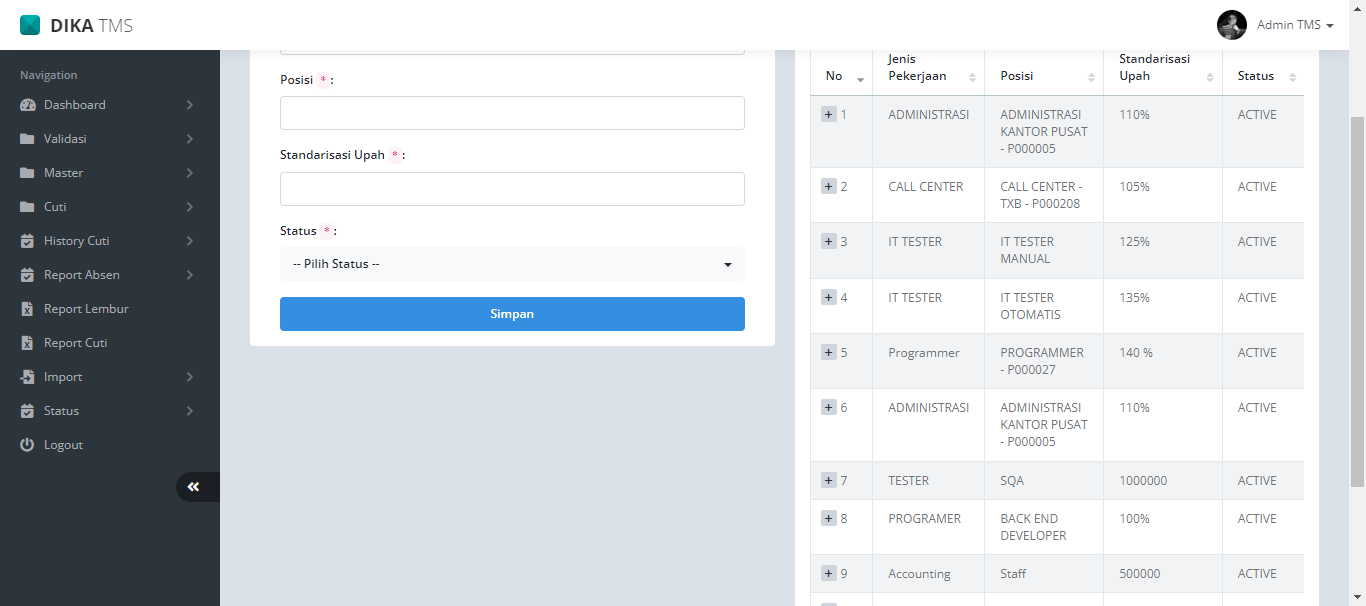 DIKA TMS
Admin TMS
Navigation
Dashboard
Validasi
Master
Cuti
History Cuti
Report Absen
Report Lembur
Report Cuti
Import
Status
Logout
Posisi * :
Standarisasi Upah * :
Status * :
-- Pilih Status --
Simpan
No
Jenis
Pekerjaan
Posisi
Standarisasi
Upah
Status
+ 1 ADMINISTRASI ADMINISTRASI 110% ACTIVE
KANTOR PUSAT
- P000005
+ 2 CALL CENTER CALL CENTER - 105% ACTIVE
TXB - P000208
+ 3 IT TESTER IT TESTER 125% ACTIVE
MANUAL
+ 4 IT TESTER IT TESTER 135% ACTIVE
OTOMATIS
+ 5 Programmer PROGRAMMER 140 % ACTIVE
- P000027
+ 6 ADMINISTRASI ADMINISTRASI 110% ACTIVE
KANTOR PUSAT
- P000005
+ 7 TESTER SQA 1000000 ACTIVE
+ 8 PROGRAMER BACK END 100% ACTIVE
DEVELOPER
+ 9 Accounting Staff 500000 ACTIVE